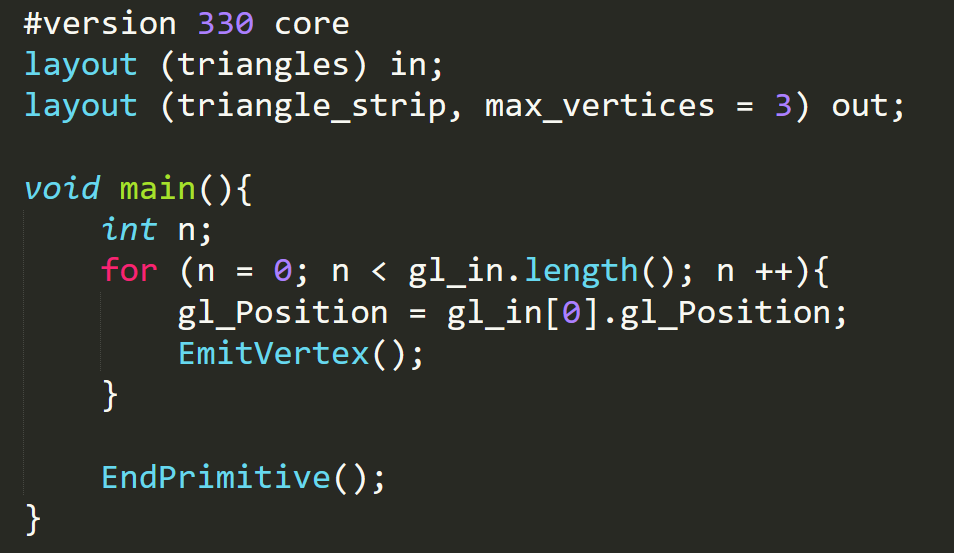 #version 330 core
layout (triangles) in;
layout (triangle_strip, max_vertices = 3) out;

void main(){
    int n;
    for (n = 0; n < gl_in.length(); n ++){
        gl_Position = gl_in[0].gl_Position;
        EmitVertex();
    }

    EndPrimitive();
}